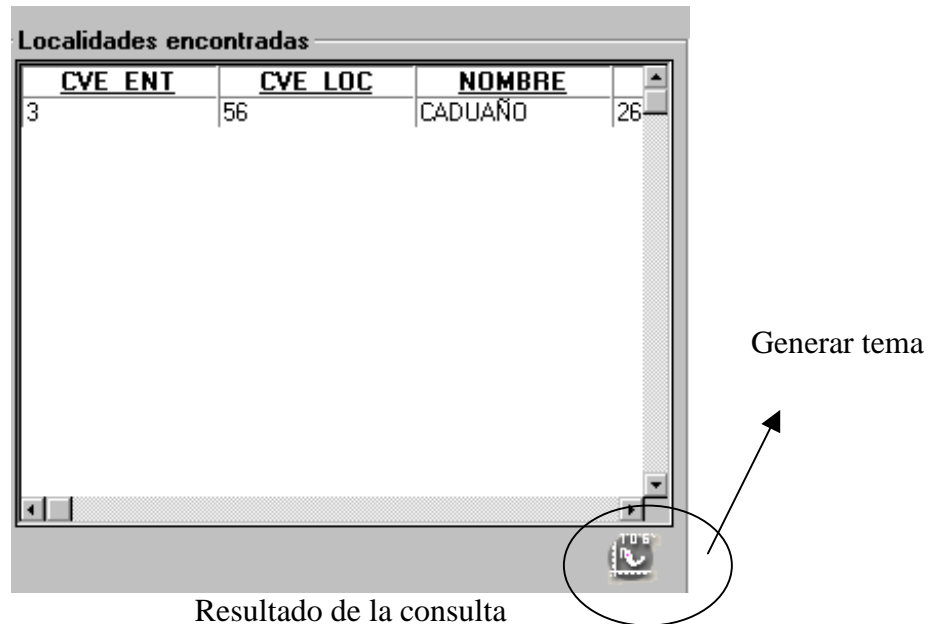 Localidades encontradas
CVE_ENT CVE_LOC NOMBRE
3 56 CADUAÑO 26
Generar tema
Resultado de la consulta